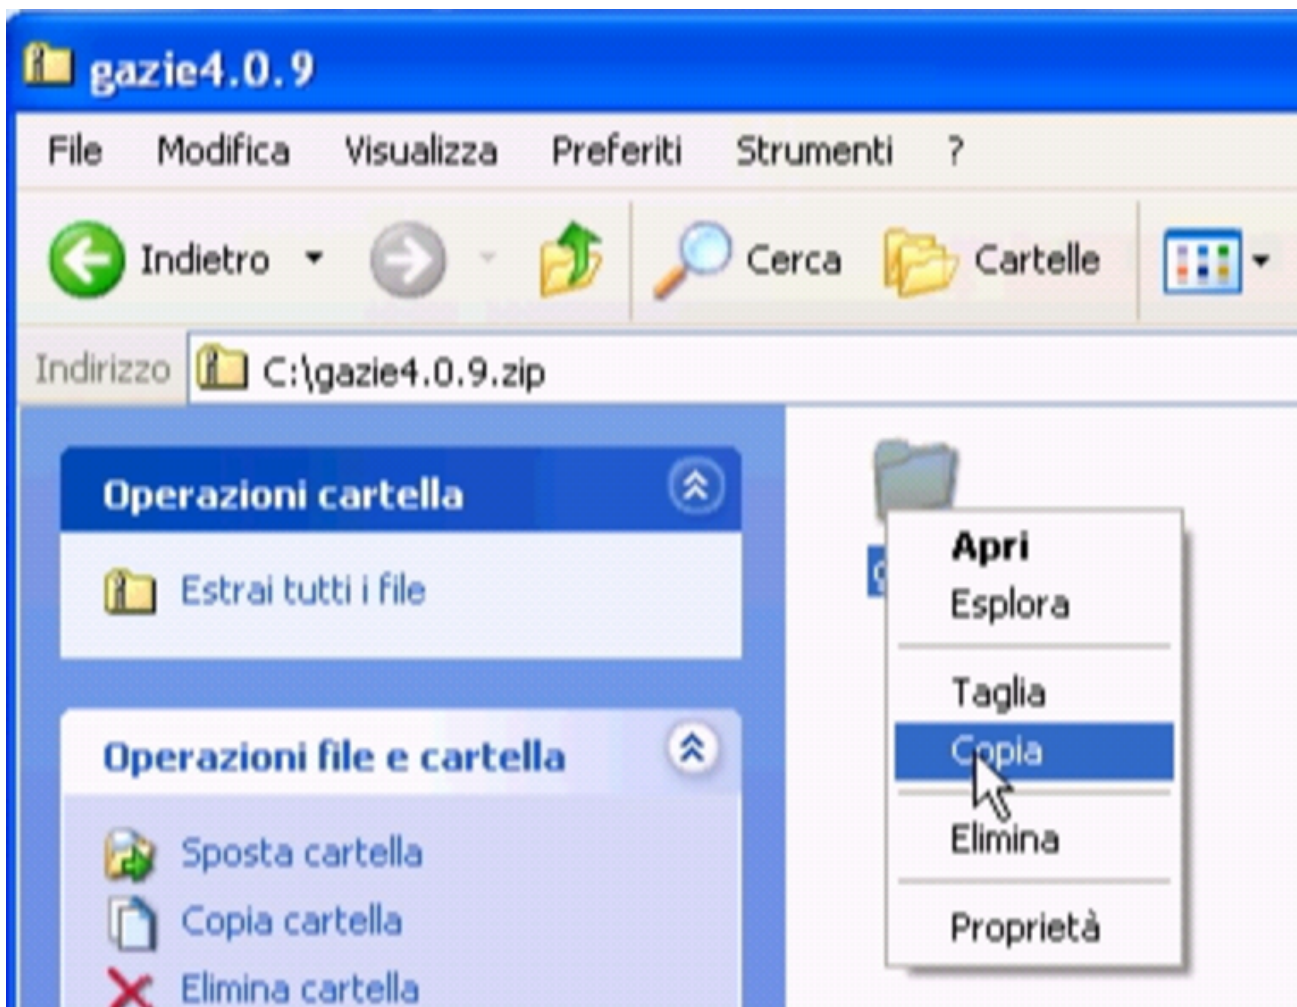 gazie4.0.9
File Modifica Visualizza Preferiti Strumenti ?
Indietro Cerca Cartelle
Indirizzo C:\gazie4.0.9.zip
Operazioni cartella
Estrai tutti i file
Operazioni file e cartella
Sposta cartella
Copia cartella
Elimina cartella
Apri
Esplora
Taglia
Copia
Elimina
Proprietà